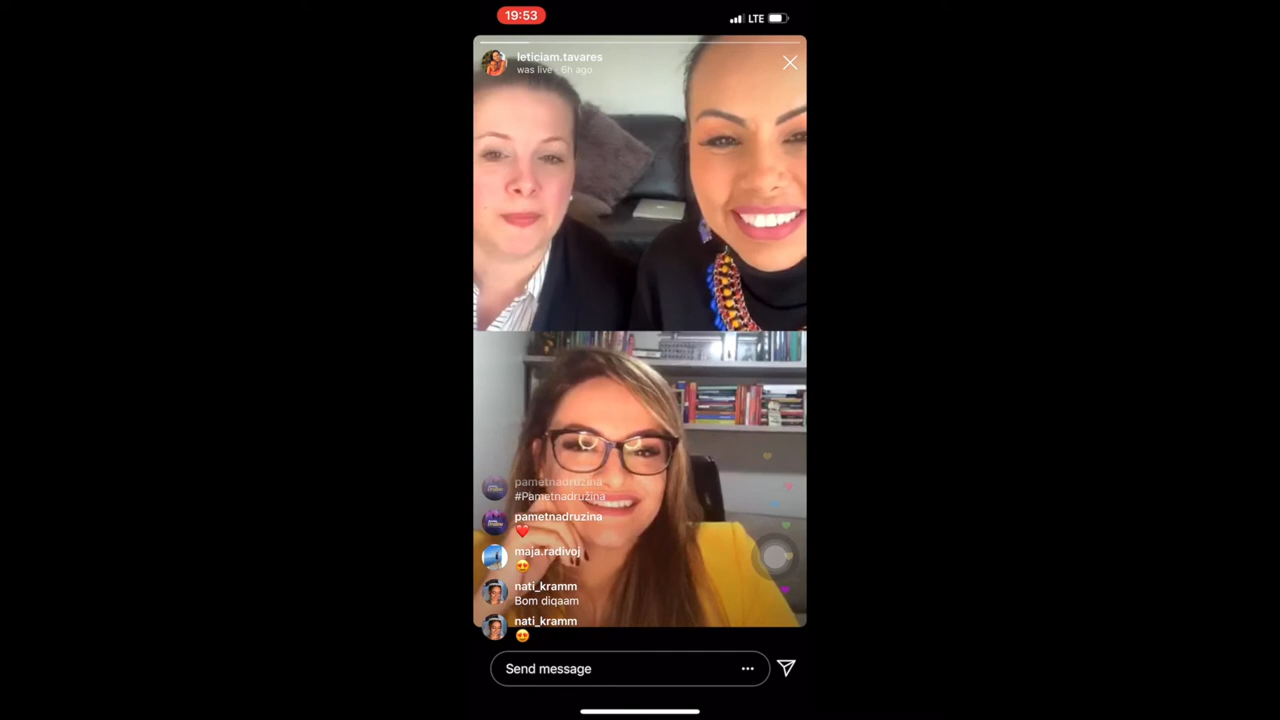 19:53
LTE
leticiam.tavares
was live · 6h ago
pametnadruzina
#Pametnadružina
pametnadruzina
❤️
maja.radivoj
😍
nati_kramm
Bom diqaam
nati_kramm
😍
Send message